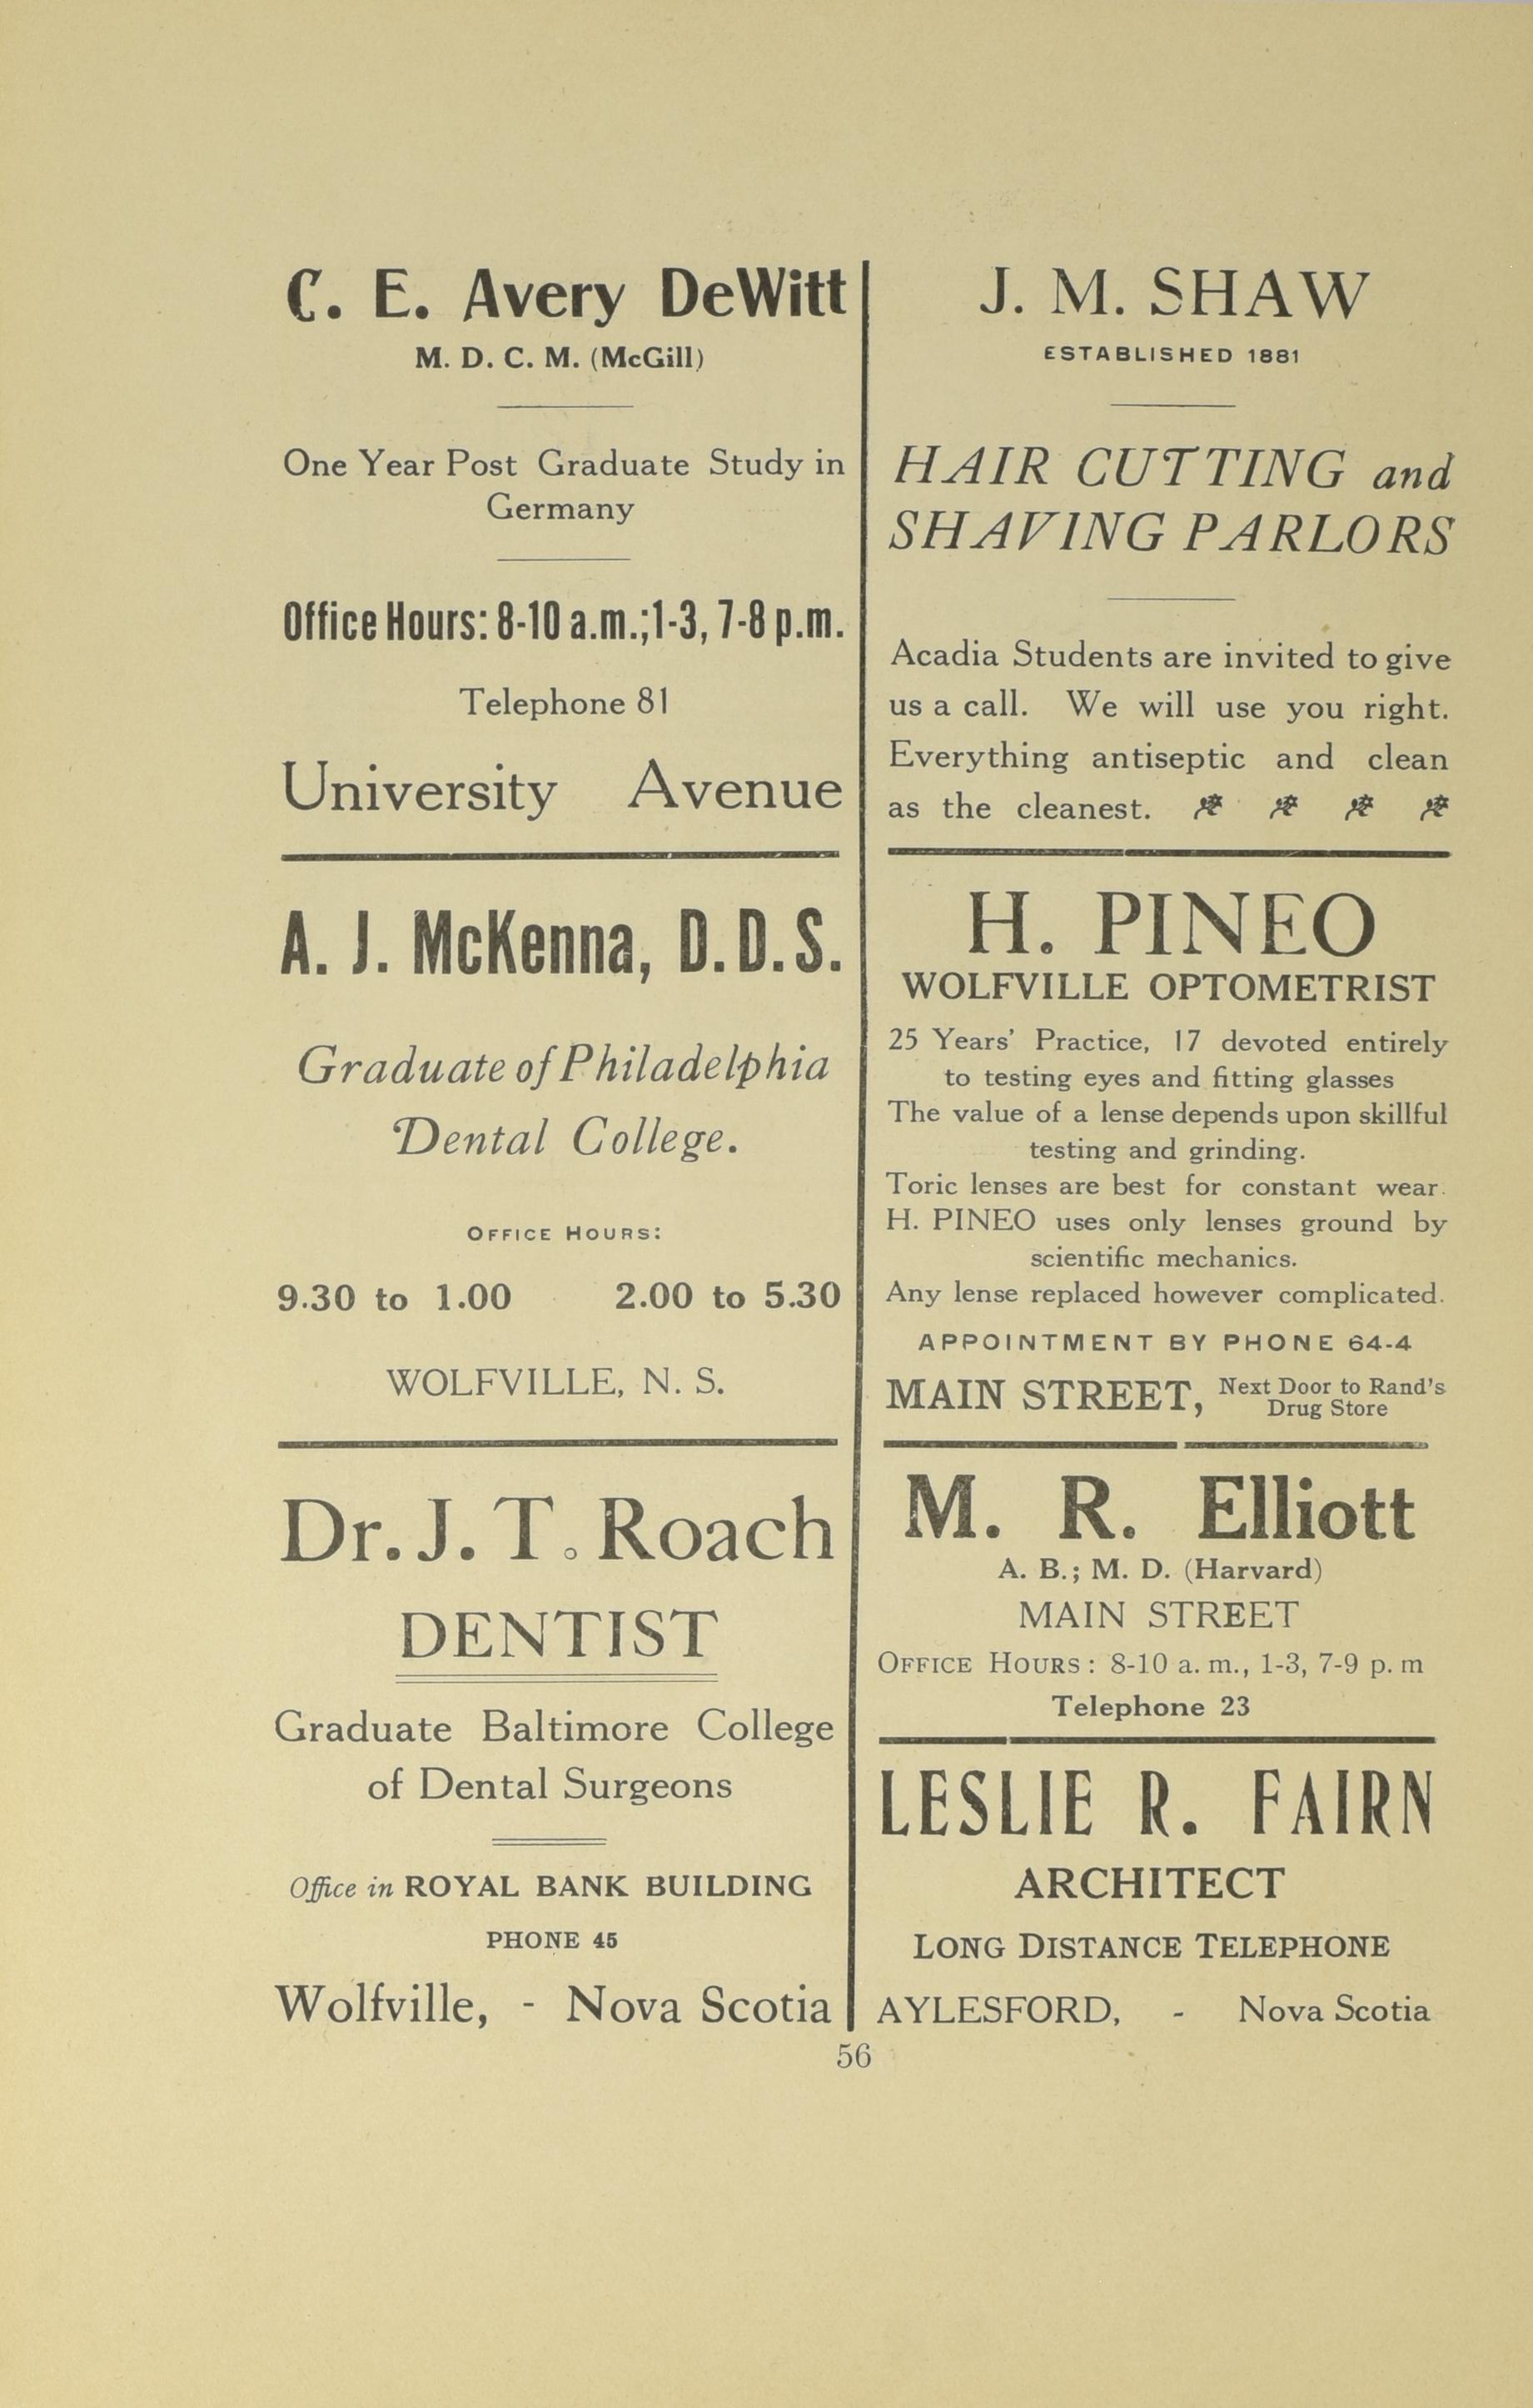 C. E. Avery DeWitt
M. D. C. M. (McGill)
One Year Post Graduate Study in
Germany
Office Hours: 8-10 a.m.;1-3, 7-8 p.m.
Telephone 81
University Avenue
A. J. McKenna, D.D.S.
Graduate of Philadelphia
Dental College.
OFFICE HOURS:
9.30 to 1.00 2.00 to 5.30
WOLFVILLE, N. S.
Dr. J. T. Roach
DENTIST
Graduate Baltimore College
of Dental Surgeons
Office in ROYAL BANK BUILDING
PHONE 45
Wolfville, - Nova Scotia
J. M. SHAW
ESTABLISHED 1881
HAIR CUTTING and
SHAVING PARLORS
Acadia Students are invited to give
us a call. We will use you right.
Everything antiseptic and clean
as the cleanest.
H. PINEO
WOLFVILLE OPTOMETRIST
25 Years' Practice, 17 devoted entirely
to testing eyes and fitting glasses
The value of a lense depends upon skillful
testing and grinding.
Toric lenses are best for constant wear.
H. PINEO uses only lenses ground by
scientific mechanics.
Any lense replaced however complicated.
APPOINTMENT BY PHONE 64-4
MAIN STREET, Next Door to Rand's
Drug Store
M. R. Elliott
A. B.; M. D. (Harvard)
MAIN STREET
OFFICE HOURS: 8-10 a. m., 1-3, 7-9 p. m
Telephone 23
LESLIE R. FAIRN
ARCHITECT
LONG DISTANCE TELEPHONE
AYLESFORD, - Nova Scotia
56